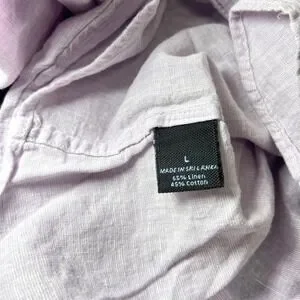 L
MADE IN SRI LANKA
55% Linen
45% Cotton